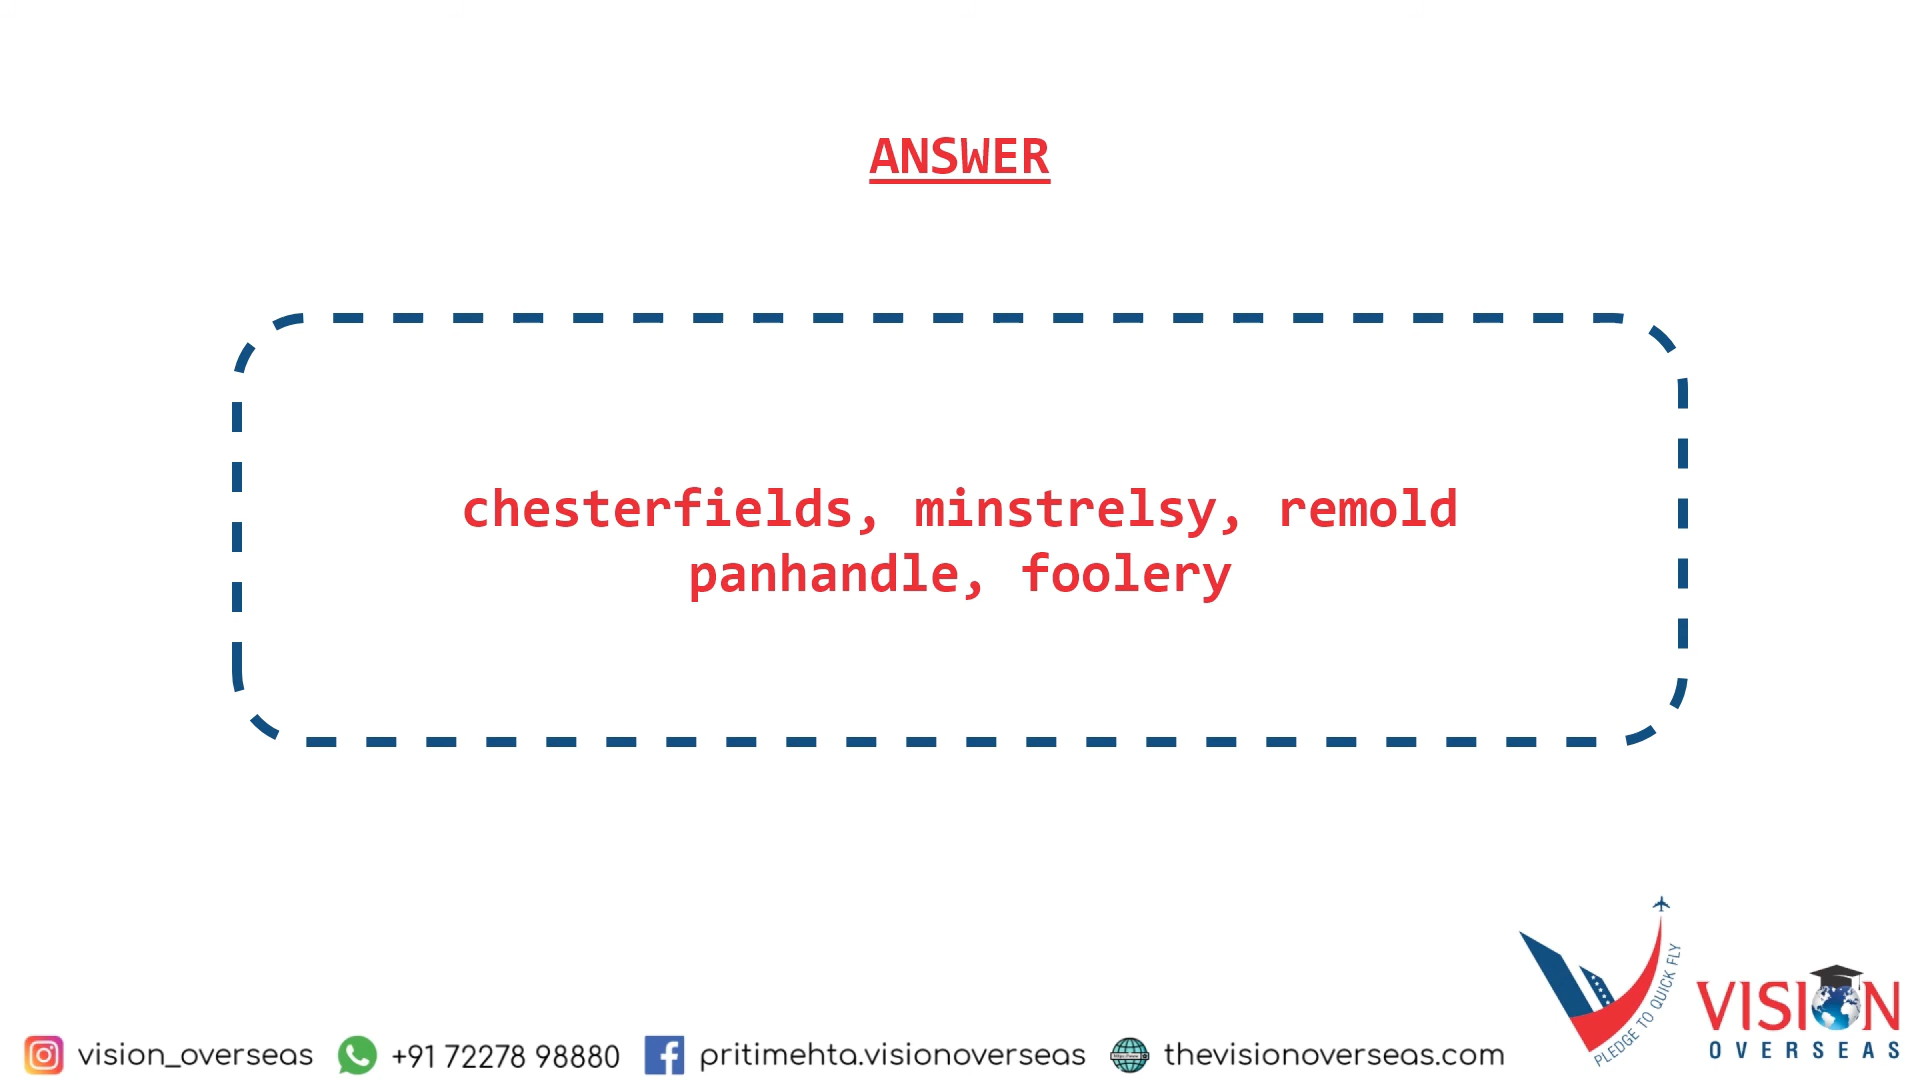 ANSWER
chesterfields, minstrelsy, remold
panhandle, foolery
PLEDGE TO QUICK FLY
VISION
OVERSEAS
vision_overseas
+91 72278 98880
pritimehta.visionoverseas
thevisionoverseas.com